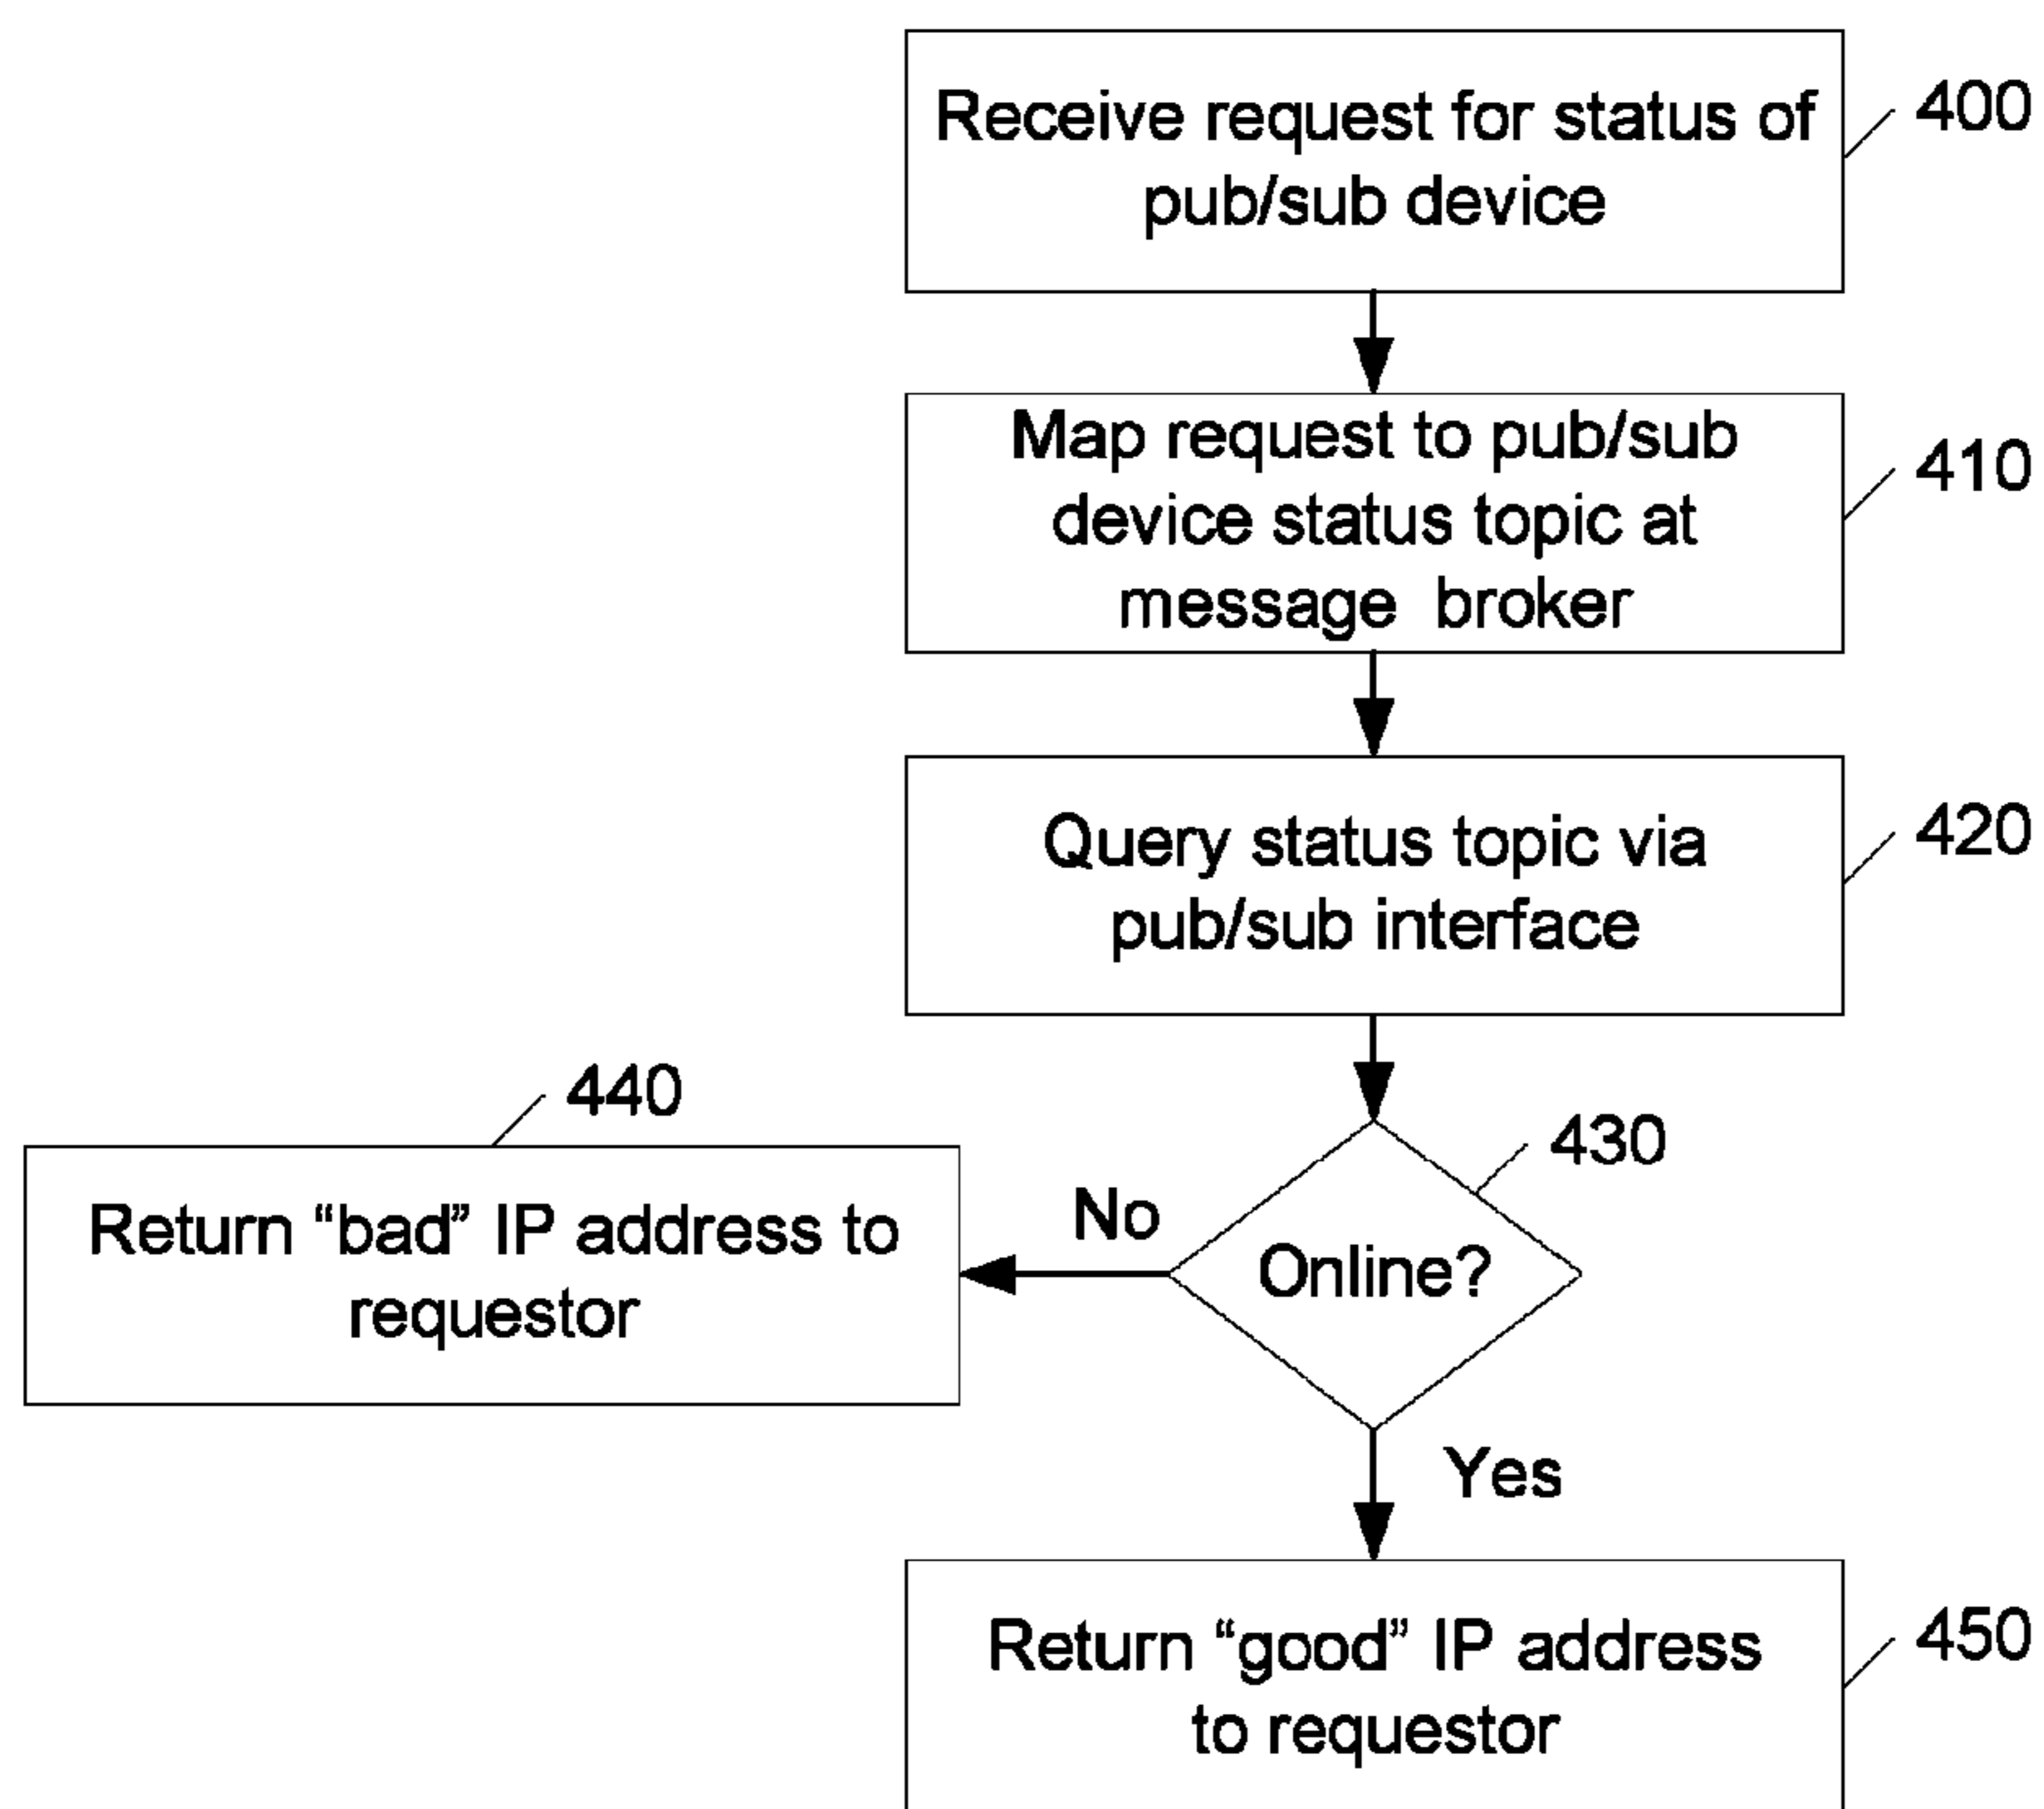 Receive request for status of
pub/sub device
400
Map request to pub/sub
device status topic at
message broker
410
Query status topic via
pub/sub interface
420
430
Online?
No
440
Return “bad” IP address to
requestor
Yes
Return “good” IP address
to requestor
450